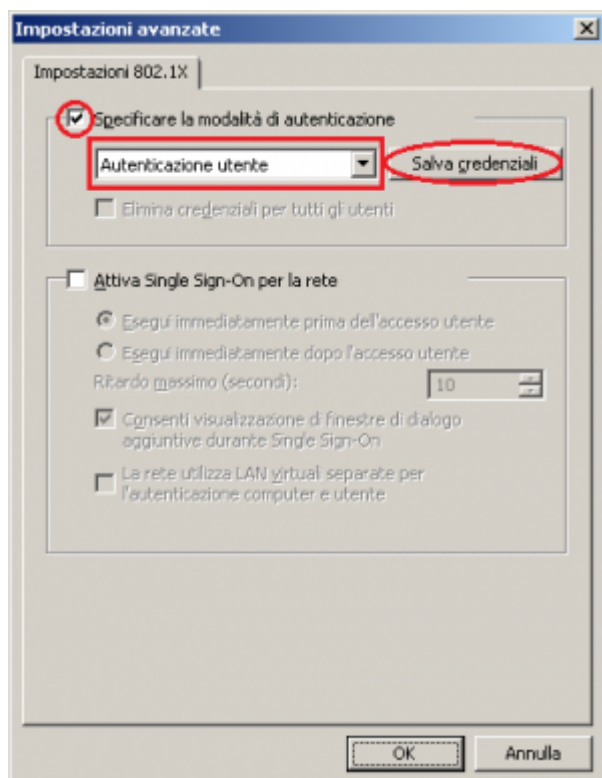 Impostazioni avanzate
Impostazioni 802.1X
Specificare la modalità di autenticazione
Autenticazione utente
Salva credenziali
Elimina credenziali per tutti gli utenti
Attiva Single Sign-On per la rete
Esegui immediatamente prima dell'accesso utente
Esegui immediatamente dopo l'accesso utente
Ritardo massimo (secondi):
10
Consenti visualizzazione di finestre di dialogo
aggiuntive durante Single Sign-On
La rete utilizza LAN virtual separate per
l'autenticazione computer e utente
OK
Annulla